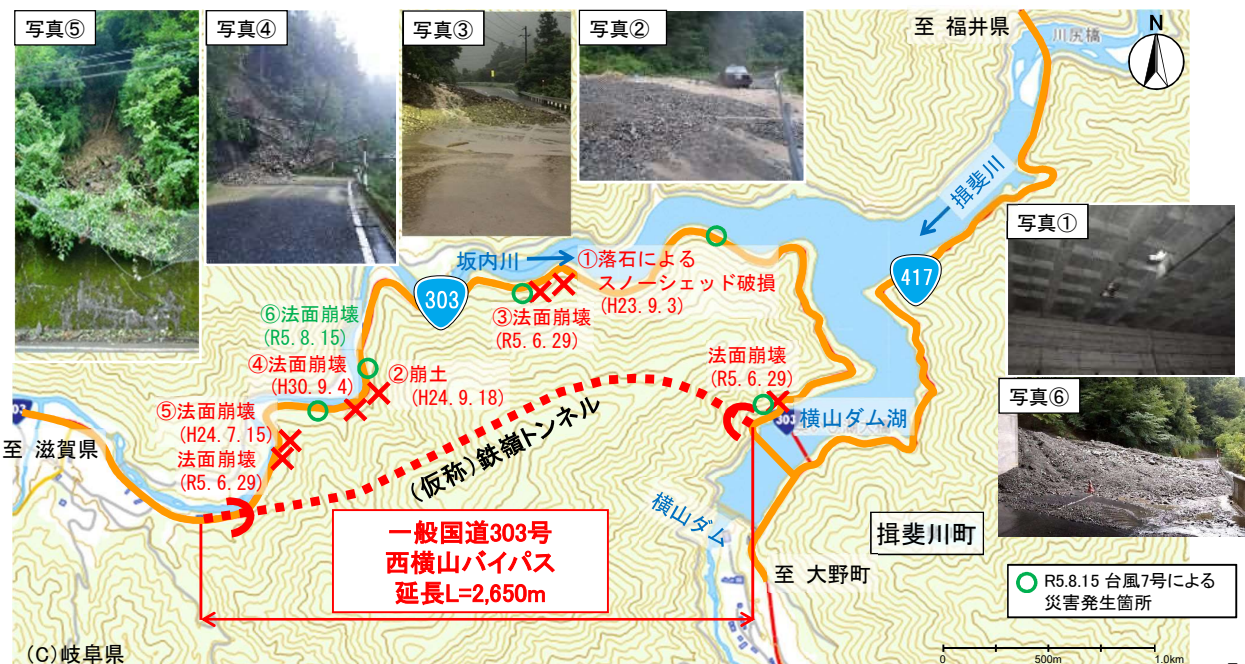 写真⑤
写真④
写真③
写真②
至 福井県
川尻橋
N
揖斐川
写真①
坂内川
①落石による
スノーシェッド破損
(H23.9.3)
303
417
⑥法面崩壊
(R5.8.15)
③法面崩壊
(R5.6.29)
④法面崩壊
(H30.9.4)
②崩土
(H24.9.18)
法面崩壊
(R5.6.29)
写真⑥
⑤法面崩壊
(H24.7.15)
法面崩壊
(R5.6.29)
303
横山ダム湖
03
至 滋賀県
(仮称)鉄嶺トンネル
横山ダム
一般国道303号
西横山バイパス
延長L=2,650m
揖斐川町
至 大野町
R5.8.15 台風7号による
災害発生箇所
(C)岐阜県
0 500m 1.0km